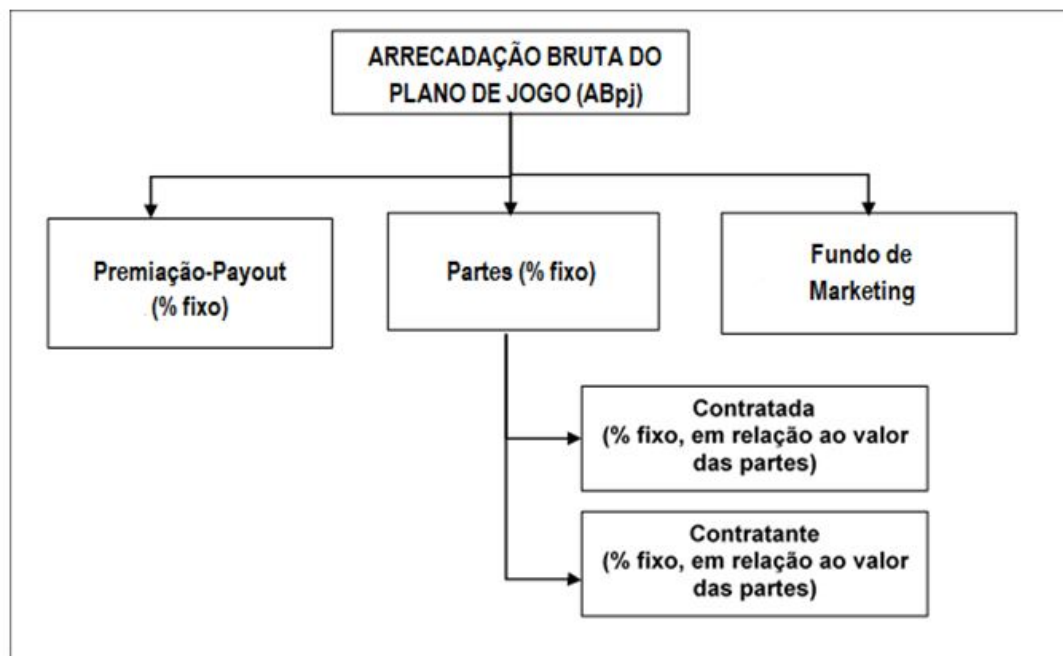 ARRECADAÇÃO BRUTA DO
PLANO DE JOGO (ABpj)
Premiação-Payout
(% fixo)
Partes (% fixo)
Fundo de
Marketing
Contratada
(% fixo, em relação ao valor
das partes)
Contratante
(% fixo, em relação ao valor
das partes)